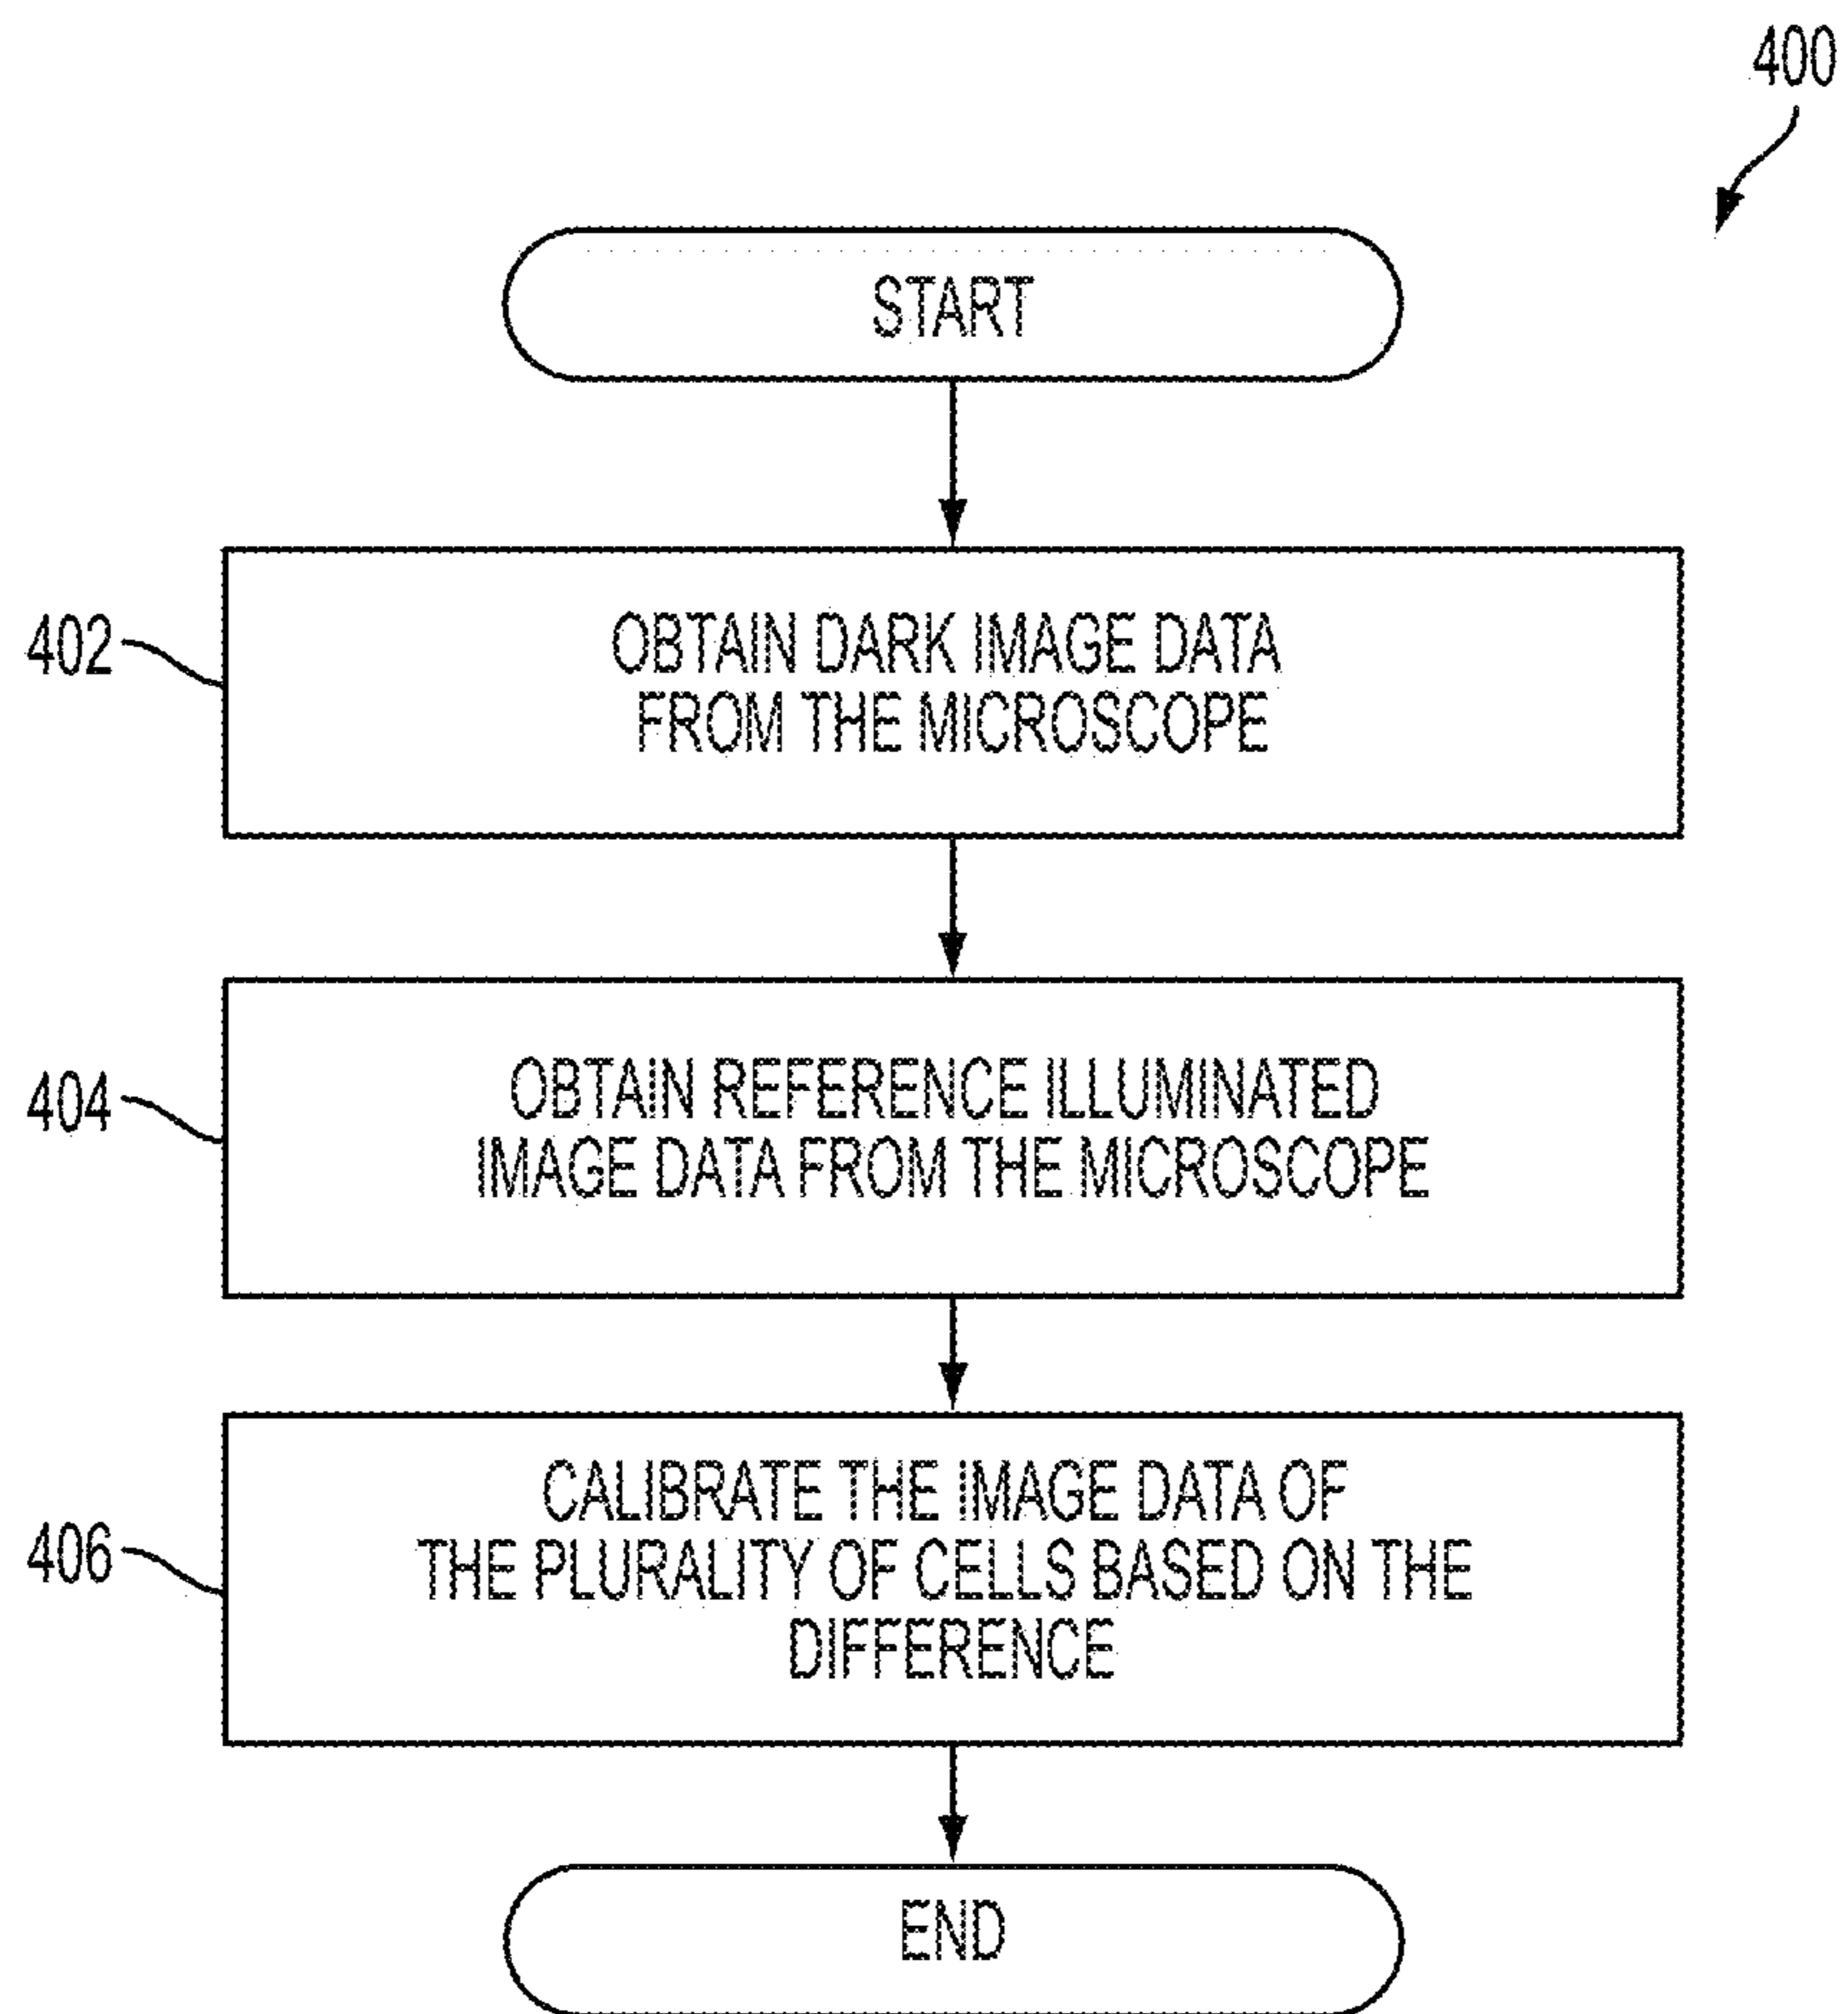 400
START
402
OBTAIN DARK IMAGE DATA
FROM THE MICROSCOPE
404
OBTAIN REFERENCE ILLUMINATED
IMAGE DATA FROM THE MICROSCOPE
406
CALIBRATE THE IMAGE DATA OF
THE PLURALITY OF CELLS BASED ON THE
DIFFERENCE
END